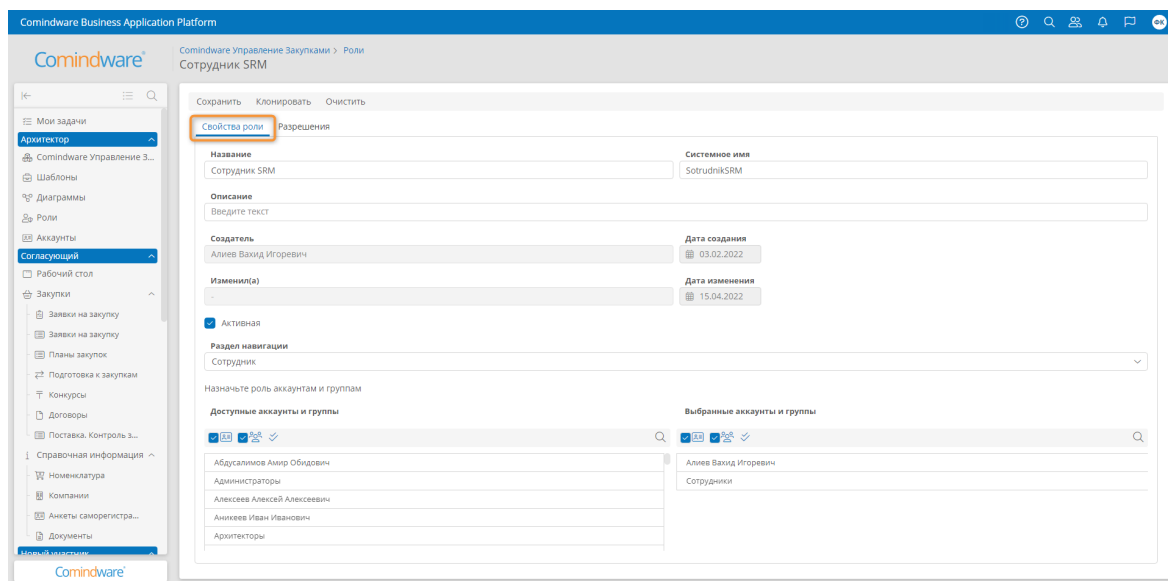 Comindware Business Application Platform
ФК
Comindware
Comindware Управление Закупками > Роли
Сотрудник SRM
Мои задачи
Архитектор
Comindware Управление З...
Шаблоны
Диаграммы
Роли
Аккаунты
Согласующий
Рабочий стол
Закупки
Заявки на закупку
Заявки на закупку
Планы закупок
Подготовка к закупкам
Конкурсы
Договоры
Поставка. Контроль з...
Справочная информация
Номенклатура
Компании
Анкеты саморегистра...
Документы
Новый участник
Comindware
Сохранить Клонировать Очистить
Свойства роли Разрешения
Название Системное имя
Сотрудник SRM SotrudnikSRM
Описание
Введите текст
Создатель Дата создания
Алиев Вахид Игоревич 03.02.2022
Изменил(а) Дата изменения
- 15.04.2022
Активная
Раздел навигации
Сотрудник
Назначьте роль аккаунтам и группам
Доступные аккаунты и группы Выбранные аккаунты и группы
Абдусалимов Амир Обидович Алиев Вахид Игоревич
Администраторы Сотрудники
Алексеев Алексей Алексеевич
Аникеев Иван Иванович
Архитекторы